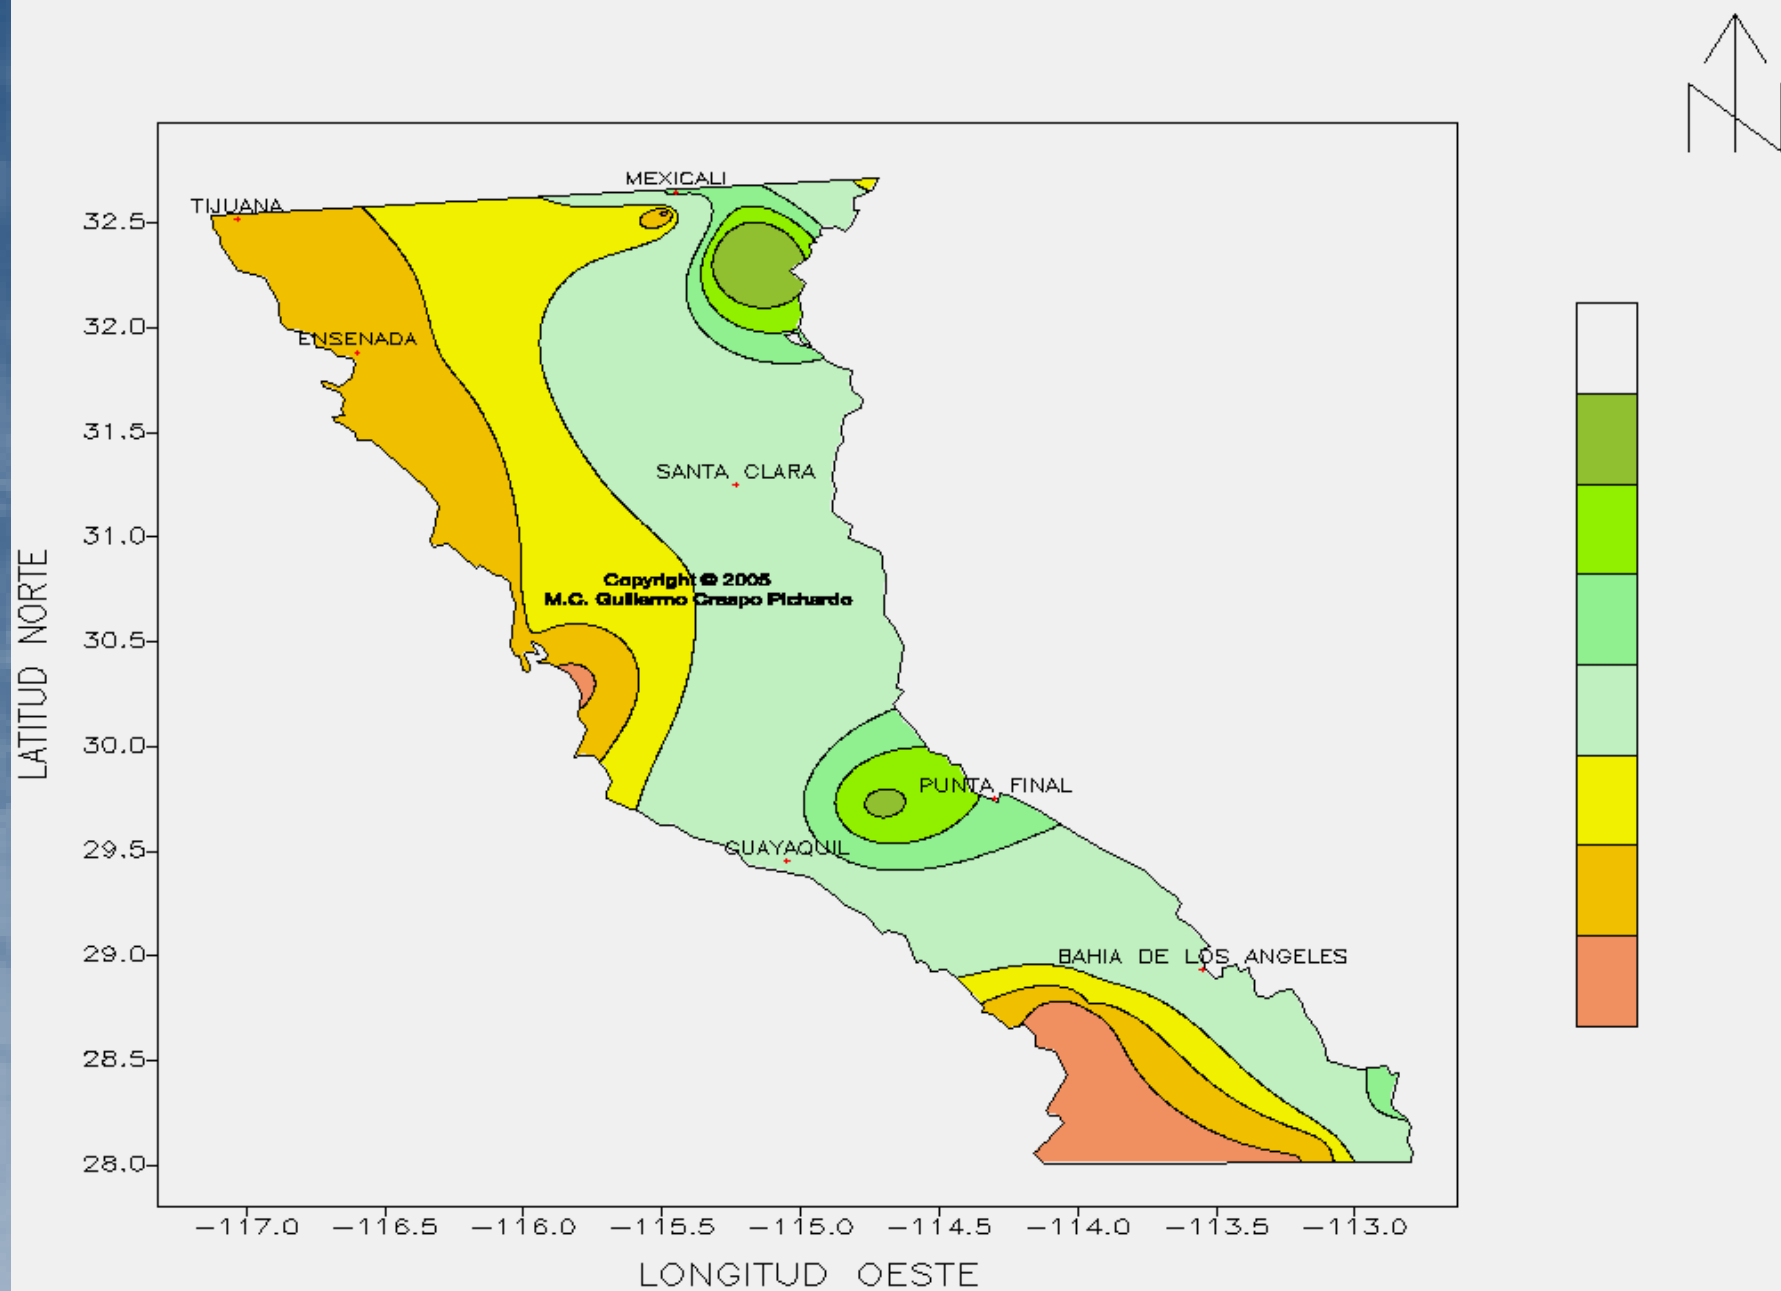 N
MEXICALI
TIJUANA
32.5
32.0
ENSENADA
31.5
SANTA CLARA
31.0
Copyright © 2005
M.C. Guillermo Crespo Pichardo
30.5
LATITUD NORTE
30.0
PUNTA FINAL
29.5
GUAYAQUIL
29.0
BAHIA DE LOS ANGELES
28.5
28.0
−117.0 −116.5 −116.0 −115.5 −115.0 −114.5 −114.0 −113.5 −113.0
LONGITUD OESTE